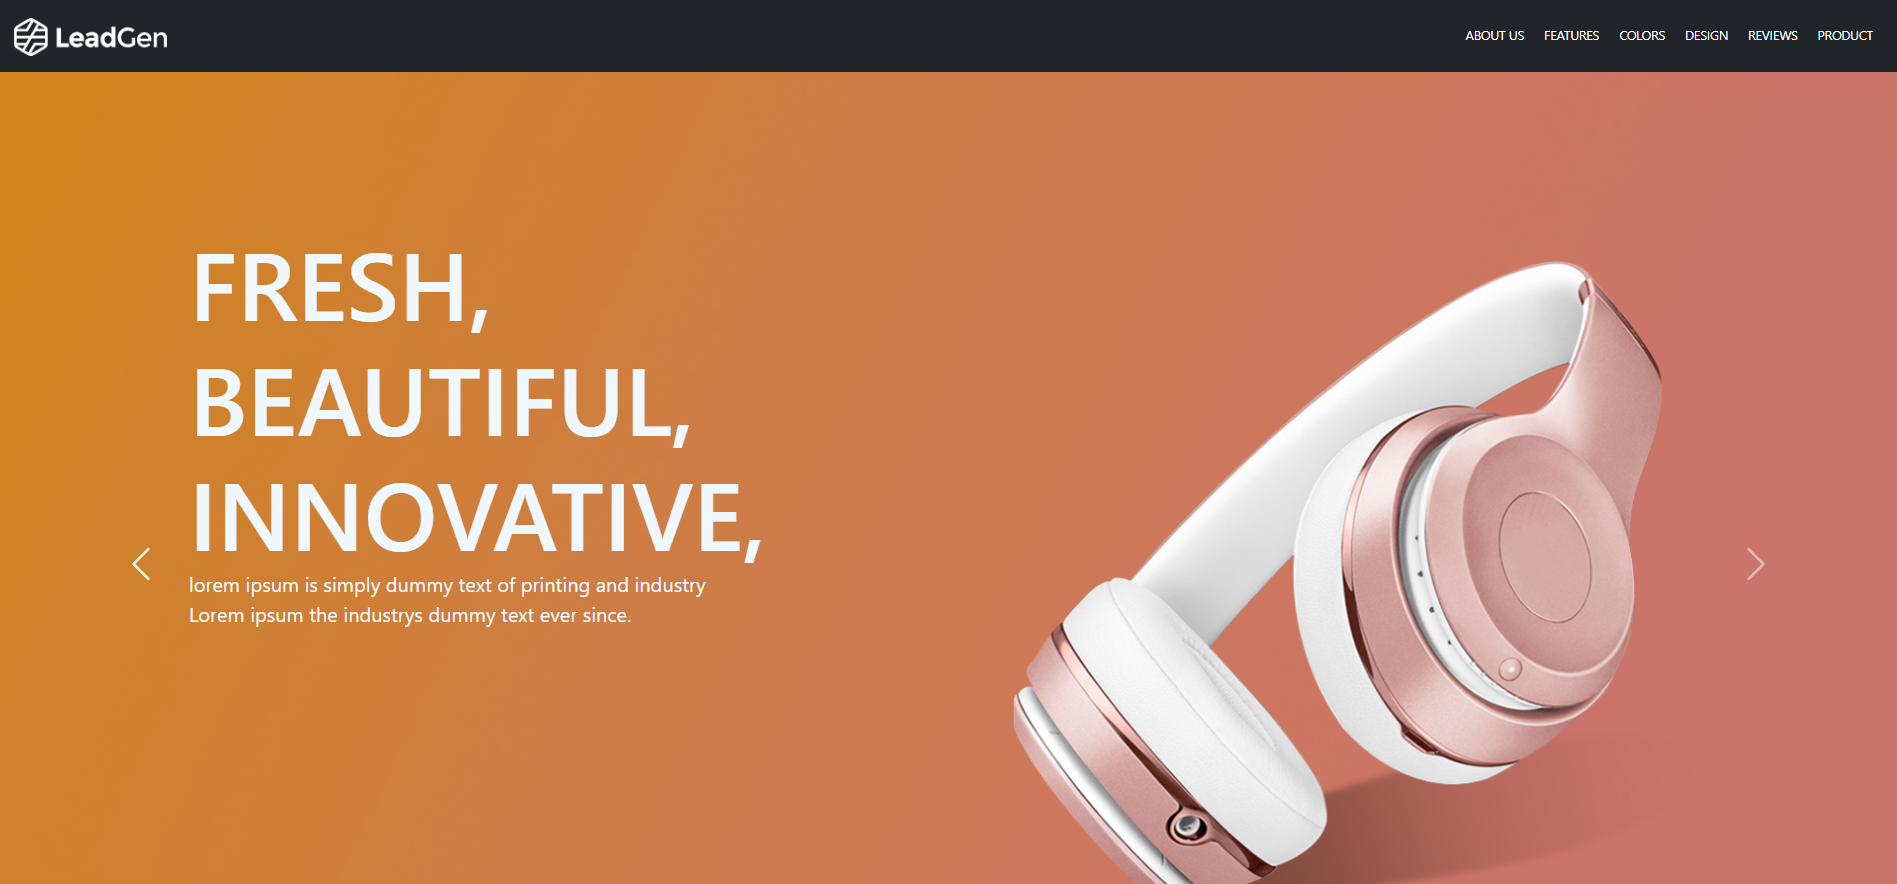 LeadGen
ABOUT US FEATURES COLORS DESIGN REVIEWS PRODUCT
FRESH,
BEAUTIFUL,
INNOVATIVE,
lorem ipsum is simply dummy text of printing and industry
Lorem ipsum the industrys dummy text ever since.